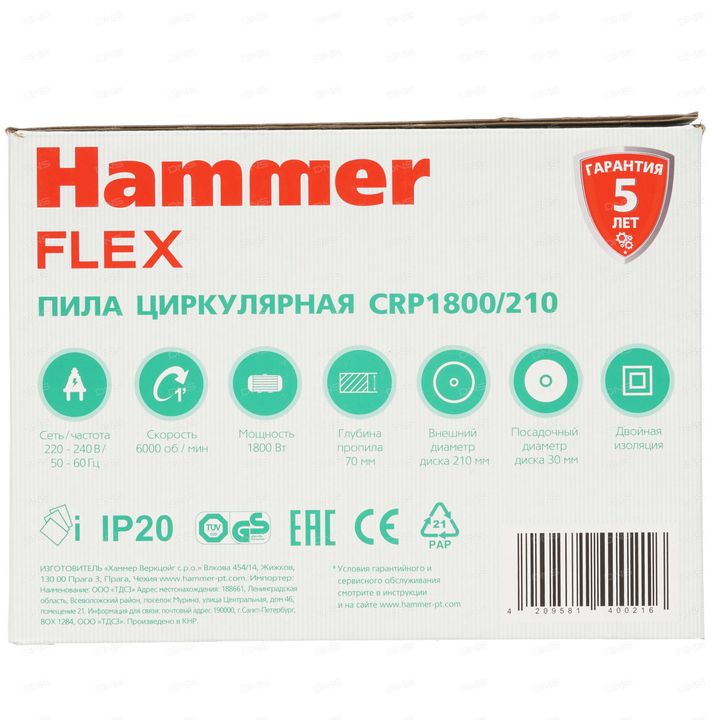 Hammer
FLEX
ГАРАНТИЯ
5
ЛЕТ
*
ПИЛА ЦИРКУЛЯРНАЯ CRP1800/210
1'
Сеть / частота
220 - 240 В /
50 - 60 Гц
Скорость
6000 об / мин
Мощность
1800 Вт
Глубина
пропила
70 мм
Внешний
диаметр
диска 210 мм
Посадочный
диаметр
диска 30 мм
Двойная
изоляция
i IP20
TÜV
GS
EAC CE
21
PAP
ИЗГОТОВИТЕЛЬ «Хаммер Веркцойг с.р.о.» Влкова 454/14, Жижков,
130 00 Прага 3, Прага, Чехия www.hammer-pt.com. Импортер:
Наименование: ООО «ТДСЗ» Адрес местонахождения: 188661, Ленинградская
область, Всеволожский район, поселок Мурино, улица Центральная, дом 46,
помещение 21. Информация для связи: почтовый адрес: 190000, г. Санкт-Петербург,
BOX 1284, ООО «ТДСЗ». Произведено в КНР.
* Условия гарантийного и
сервисного обслуживания
смотрите в инструкции
и на сайте www.hammer-pt.com
4 209581 400216